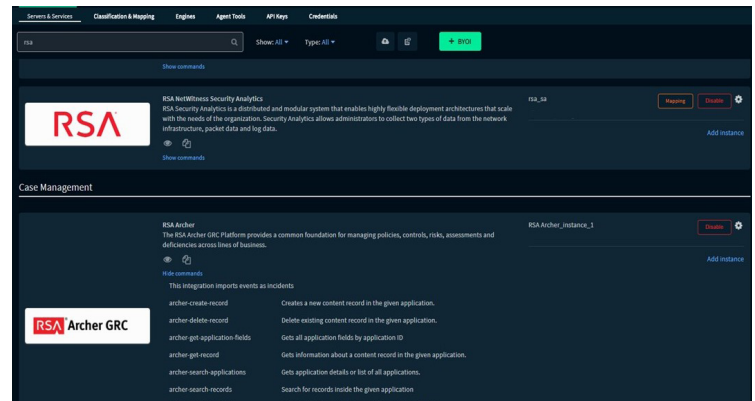 Servers & Services Classification & Mapping Engines Agent Tools API Keys Credentials
rsa Show: All Type: All + BYOI
Show commands
RSA
RSA NetWitness Security Analytics
RSA Security Analytics is a distributed and modular system that enables highly flexible deployment architectures that scale
with the needs of the organization. Security Analytics allows administrators to collect two types of data from the network
infrastructure, packet data and log data.
Show commands
rsa_sa Mapping Disable
Add instance
Case Management
RSA Archer GRC
RSA Archer
The RSA Archer GRC Platform provides a common foundation for managing policies, controls, risks, assessments and
deficiencies across lines of business.
RSA Archer_instance_1 Disable
Add instance
Hide commands
This integration imports events as incidents
archer-create-record Creates a new content record in the given application.
archer-delete-record Delete existing content record in the given application.
archer-get-application-fields Gets all application fields by application ID
archer-get-record Gets information about a content record in the given application.
archer-search-applications Gets application details or list of all applications.
archer-search-records Search for records inside the given application